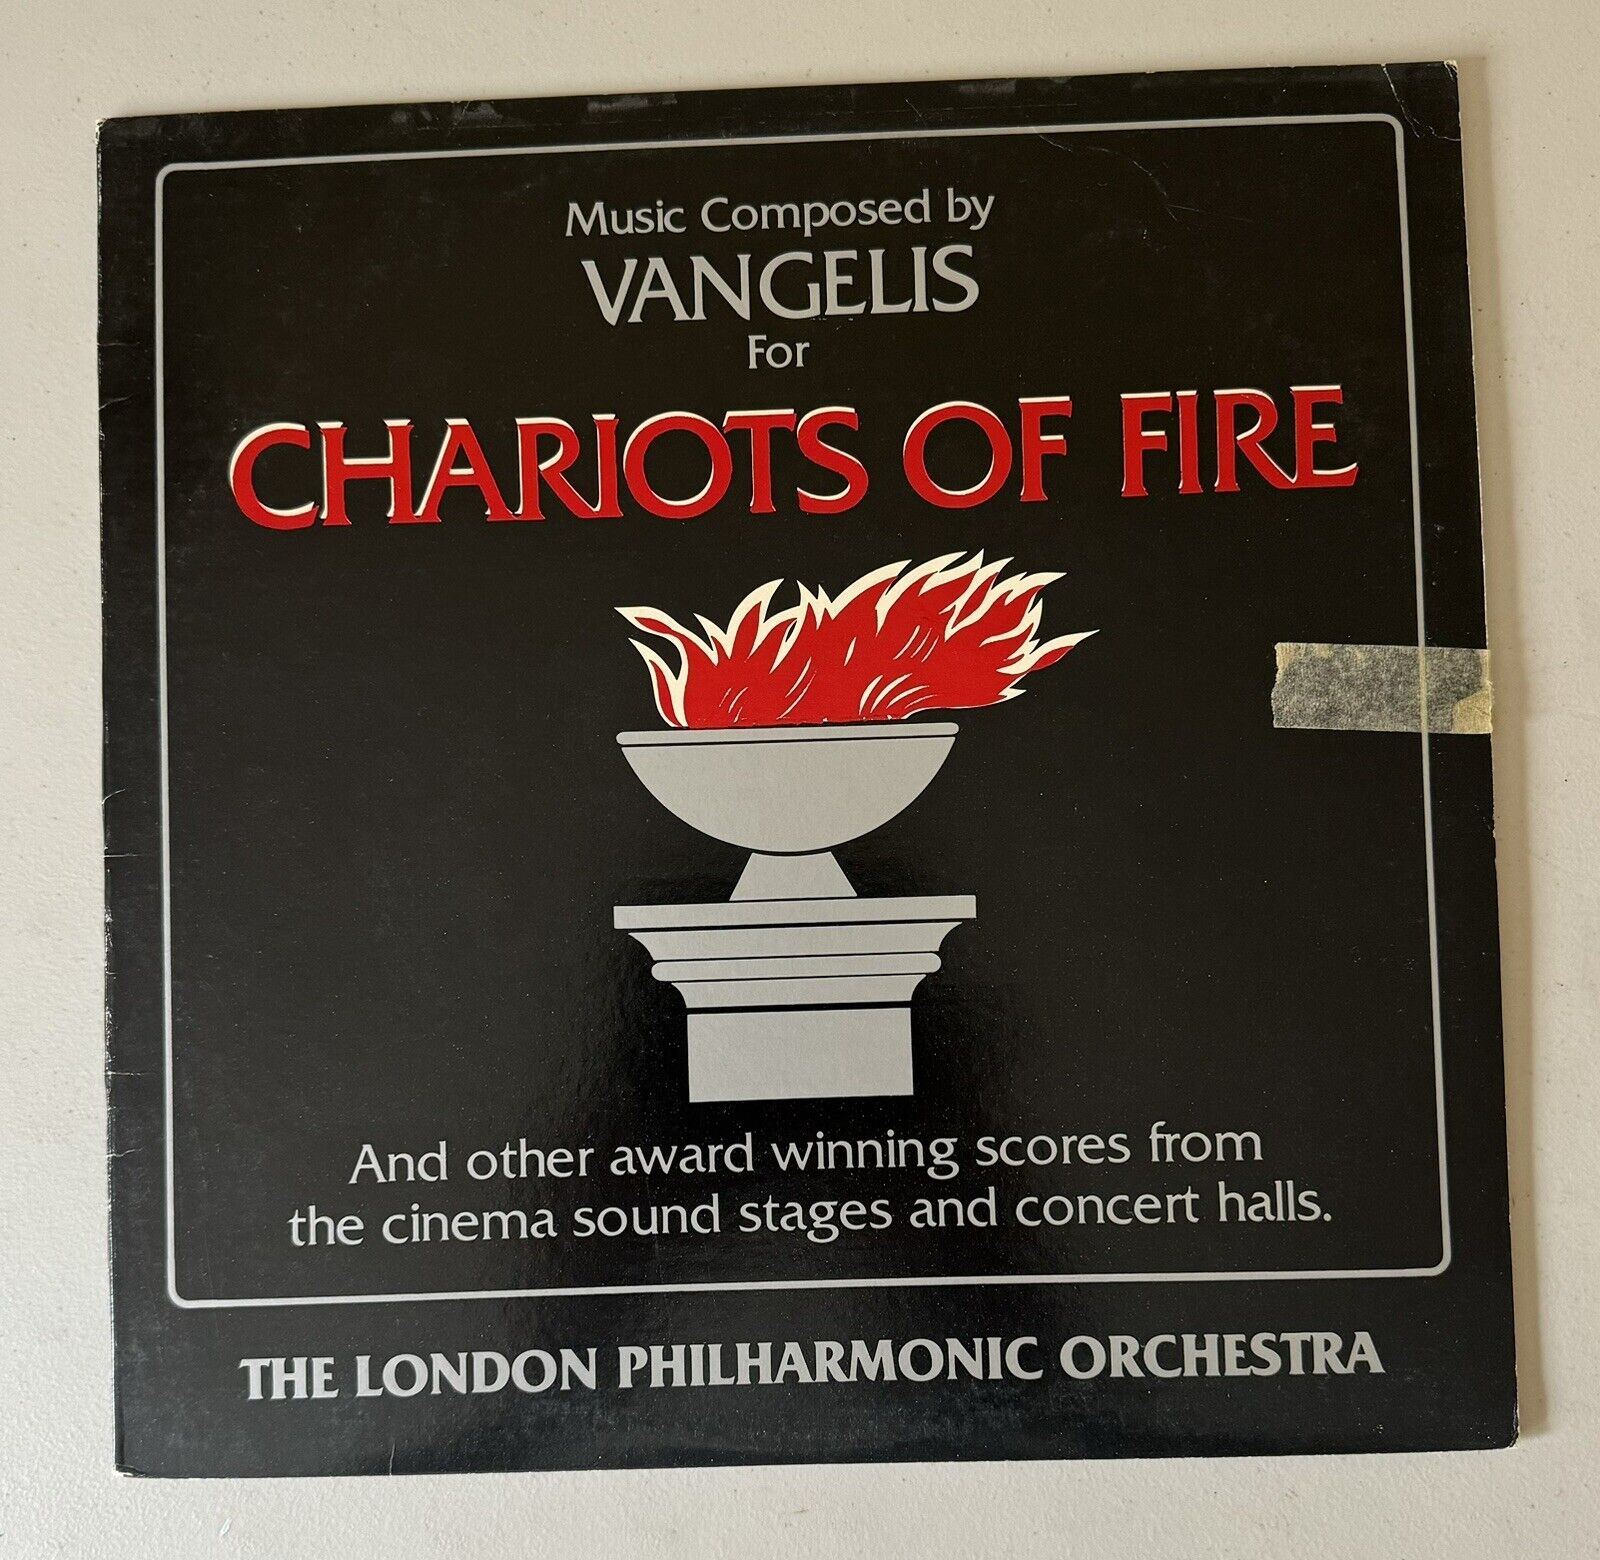 Music Composed by
VANGELIS
For
CHARIOTS OF FIRE
And other award winning scores from
the cinema sound stages and concert halls.
THE LONDON PHILHARMONIC ORCHESTRA